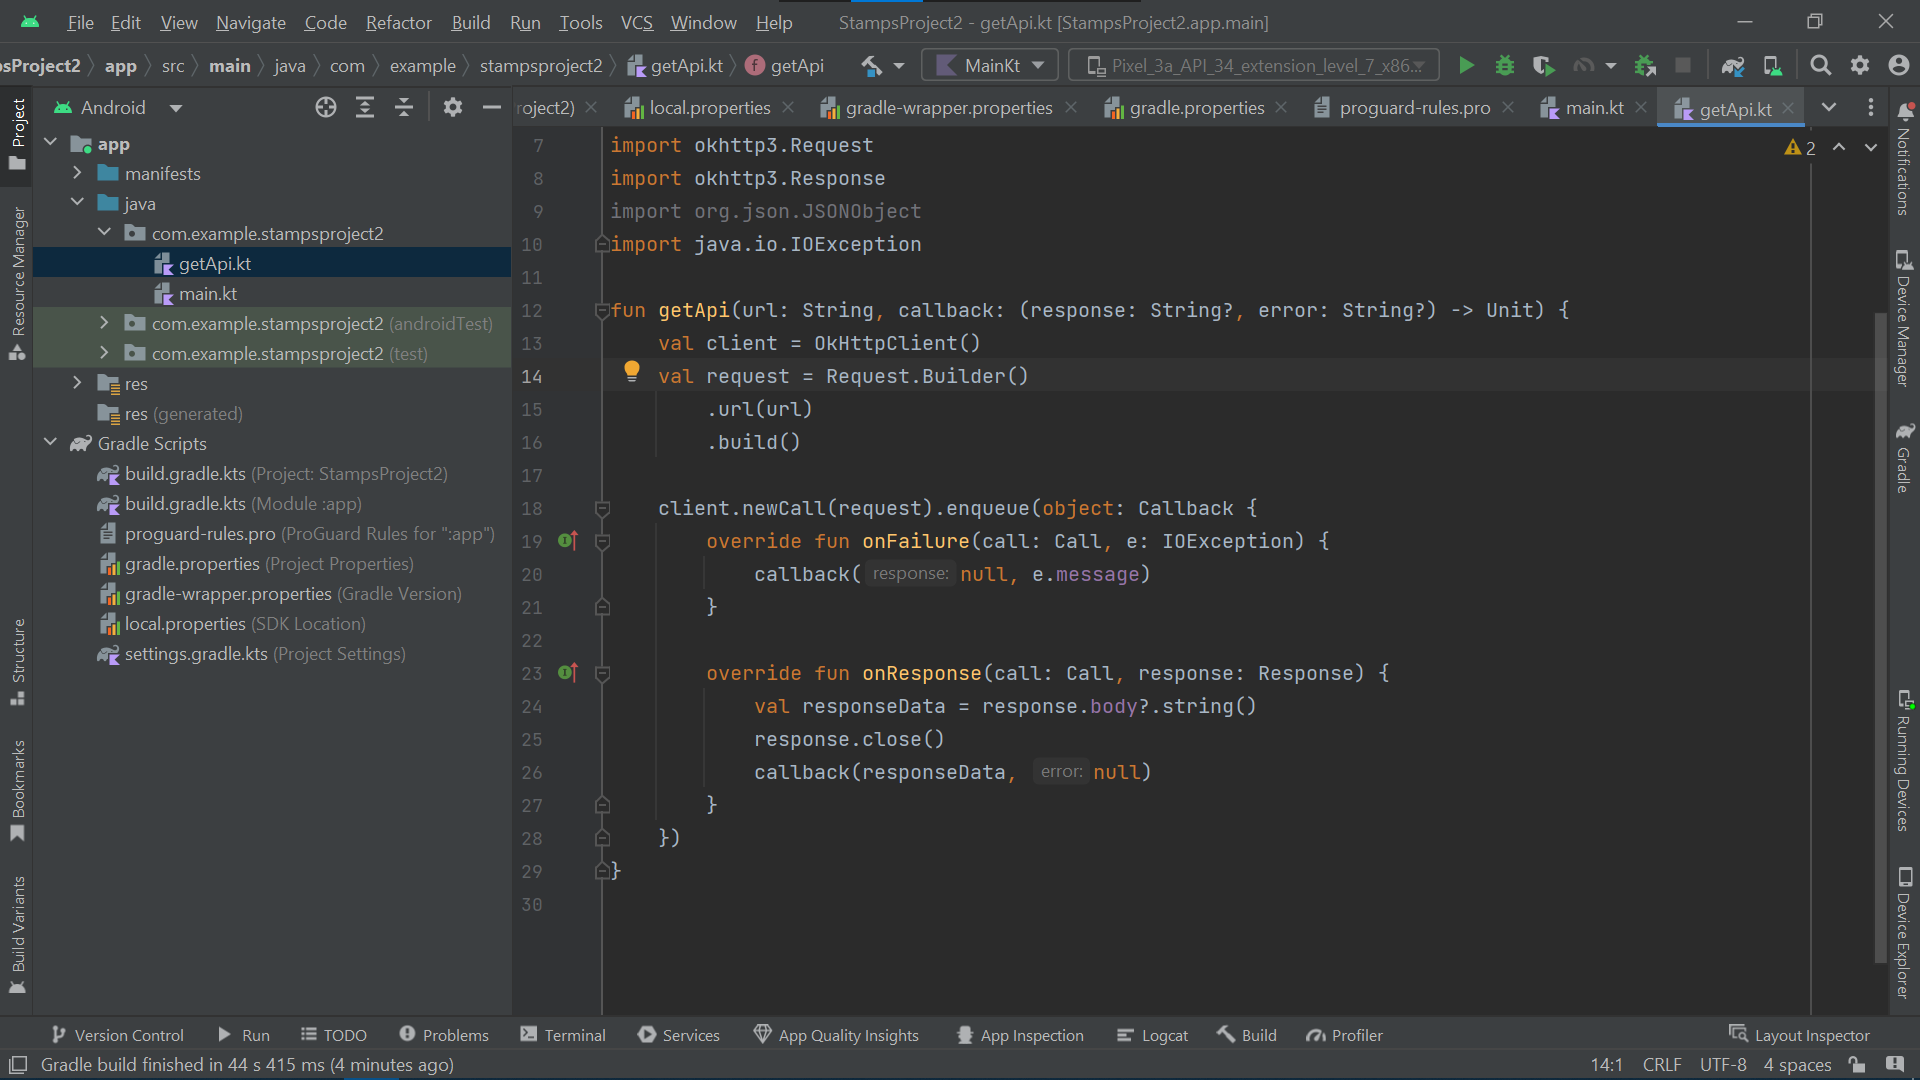 File Edit View Navigate Code Refactor Build Run Tools VCS Window Help StampsProject2 - getApi.kt [StampsProject2.app.main]
sProject2 app src main java com example stampsproject2 getApi.kt getApi MainKt Pixel_3a_API_34_extension_level_7_x86...
Android
roject2) local.properties gradle-wrapper.properties gradle.properties proguard-rules.pro main.kt getApi.kt
Project
Resource Manager
Structure
Bookmarks
Build Variants
app
manifests
java
com.example.stampsproject2
getApi.kt
main.kt
com.example.stampsproject2 (androidTest)
com.example.stampsproject2 (test)
res
res (generated)
Gradle Scripts
build.gradle.kts (Project: StampsProject2)
build.gradle.kts (Module :app)
proguard-rules.pro (ProGuard Rules for ":app")
gradle.properties (Project Properties)
gradle-wrapper.properties (Gradle Version)
local.properties (SDK Location)
settings.gradle.kts (Project Settings)
2
7 import okhttp3.Request
8 import okhttp3.Response
9 import org.json.JSONObject
10 import java.io.IOException
11
12 fun getApi(url: String, callback: (response: String?, error: String?) -> Unit) {
13 val client = OkHttpClient()
14 val request = Request.Builder()
15 .url(url)
16 .build()
17
18 client.newCall(request).enqueue(object: Callback {
19 override fun onFailure(call: Call, e: IOException) {
20 callback( response: null, e.message)
21 }
22
23 override fun onResponse(call: Call, response: Response) {
24 val responseData = response.body?.string()
25 response.close()
26 callback(responseData, error: null)
27 }
28 })
29 }
30
Notifications
Device Manager
Gradle
Running Devices
Device Explorer
Version Control Run TODO Problems Terminal Services App Quality Insights App Inspection Logcat Build Profiler Layout Inspector
Gradle build finished in 44 s 415 ms (4 minutes ago) 14:1 CRLF UTF-8 4 spaces